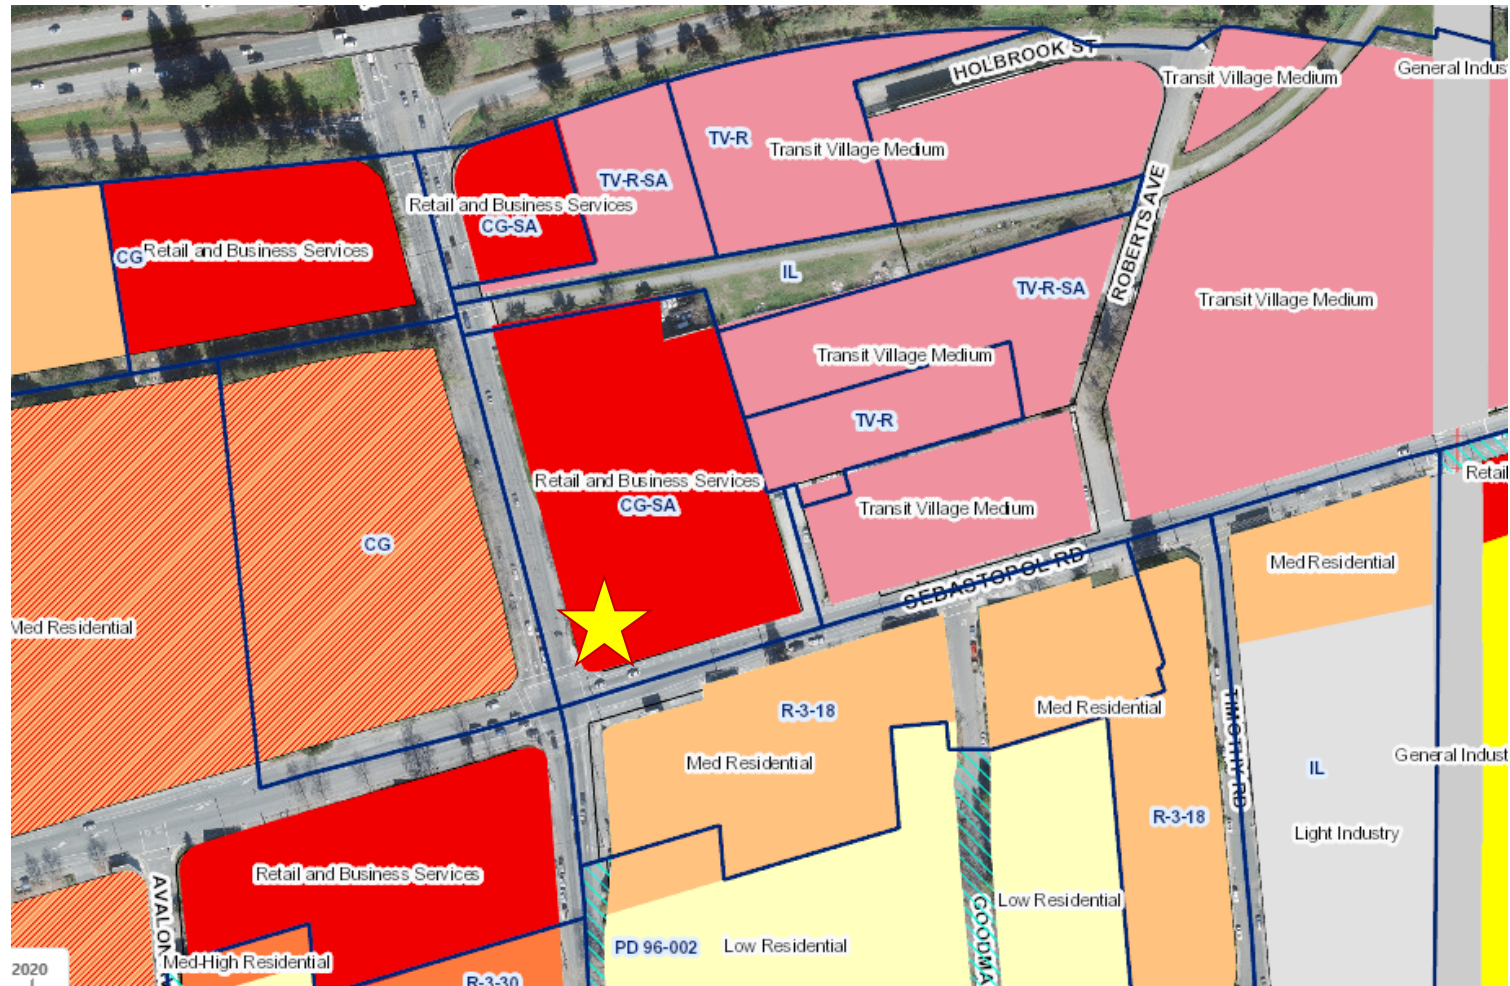 HOLBROOK ST
General Indus
Transit Village Medium
TV-R
Transit Village Medium
TV-R-SA
Retail and Business Services
CG-SA
ROBERTS AVE
CG
Retail and Business Services
IL
TV-R-SA
Transit Village Medium
Transit Village Medium
TV-R
Retail
Retail and Business Services
CG-SA
Transit Village Medium
CG
Med Residential
SEBASTOPOL RD
Med Residential
R-3-18
Med Residential
Med Residential
TIMOTHY RD
General Indust
IL
R-3-18
Light Industry
Retail and Business Services
AVALON
Low Residential
GOODMA
PD 96-002
Low Residential
Med-High Residential
2020
R-3-30